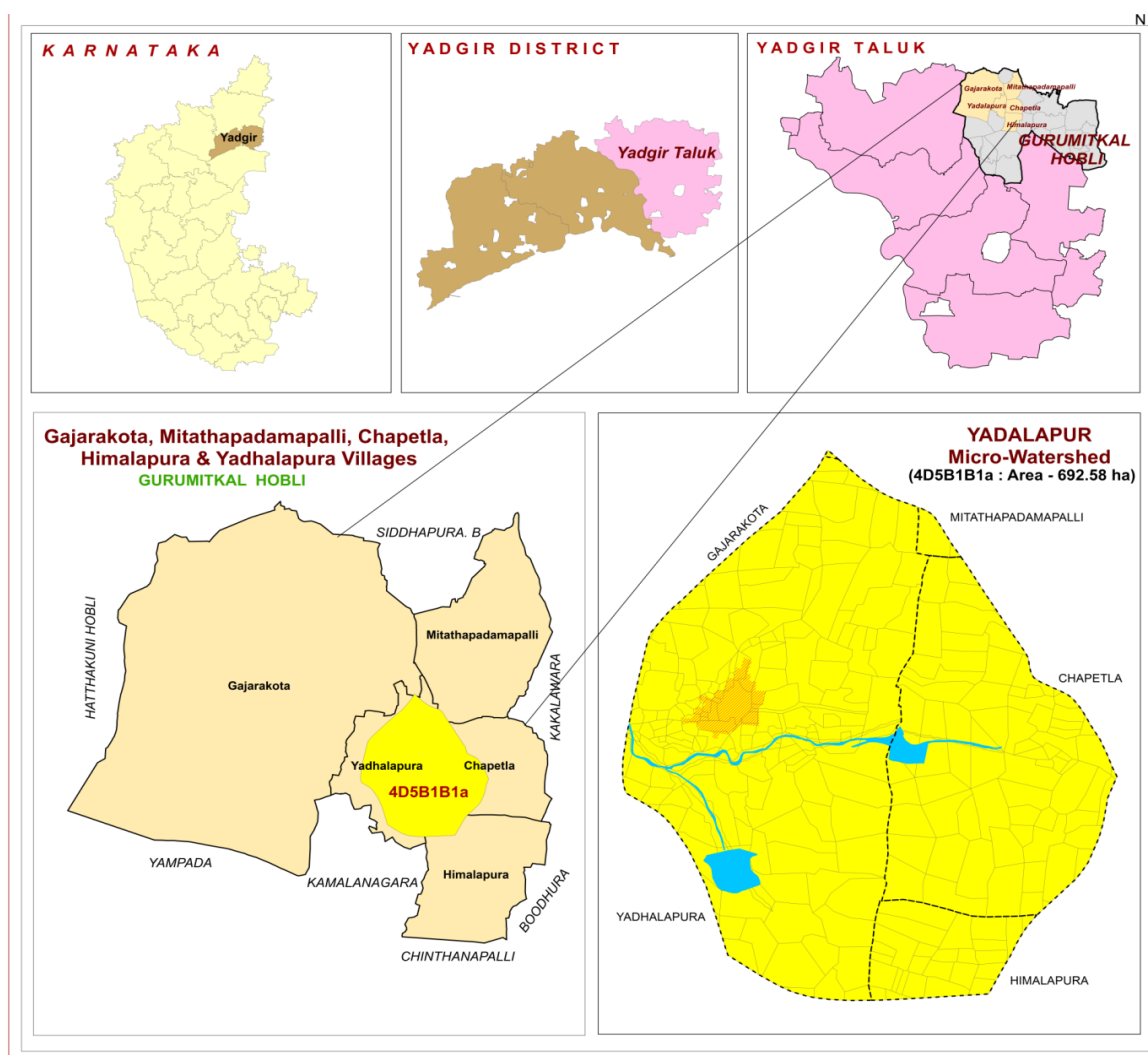 N
KARNATAKA
Yadgir
YADGIR DISTRICT
Yadgir Taluk
YADGIR TALUK
Gajarakota
Mitathapadamapalli
Yadalapura
Chapetla
Himalapura
GURUMITKAL
HOBLI
Gajarakota, Mitathapadamapalli, Chapetla,
Himalapura & Yadhalapura Villages
GURUMITKAL HOBLI
SIDDHAPURA. B
HATTHAKUNI HOBLI
Mitathapadamapalli
Gajarakota
KAKALAWARA
Yadhalapura
Chapetla
4D5B1B1a
YAMPADA
KAMALANAGARA
Himalapura
BOODHURA
CHINTHANAPALLI
YADALAPUR
Micro-Watershed
(4D5B1B1a : Area - 692.58 ha)
MITATHAPADAMAPALLI
GAJARAKOTA
CHAPETLA
YADHALAPURA
HIMALAPURA